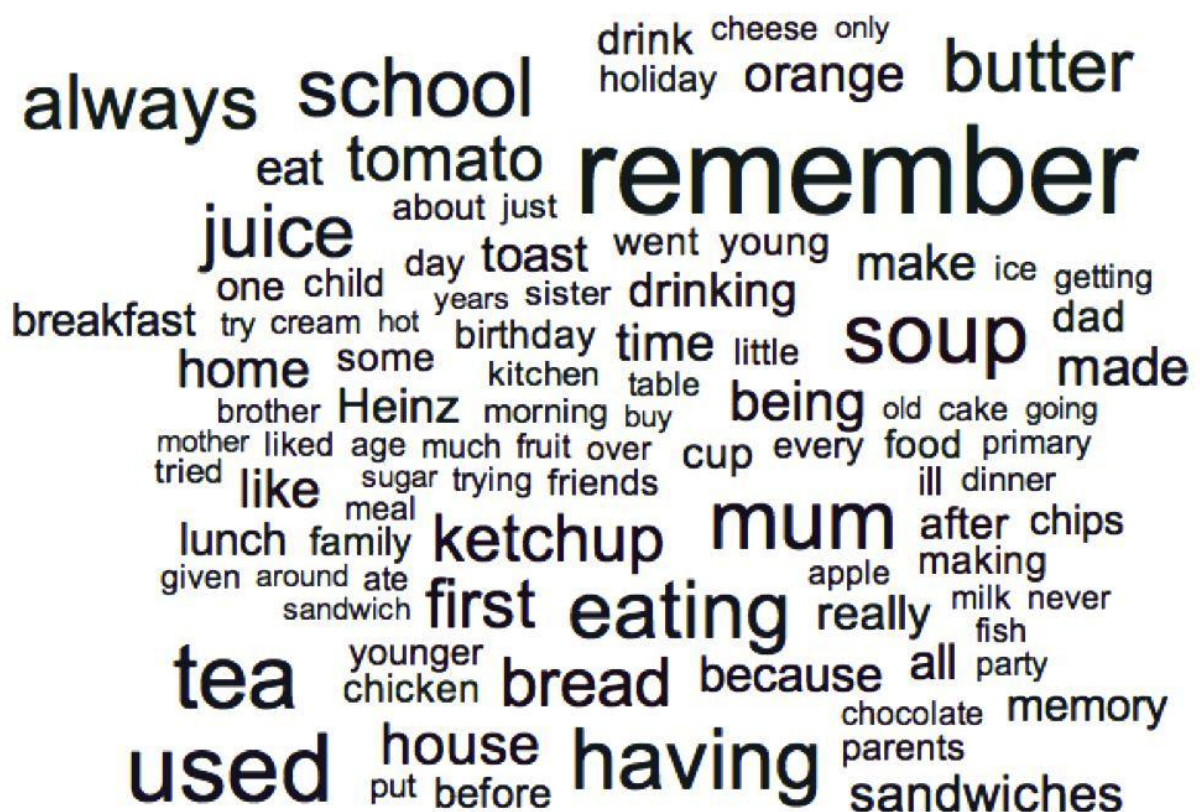 drink cheese only
holiday orange butter
always school
eat tomato remember
about just
juice
day toast went young
make ice getting
one child
years sister drinking
breakfast try cream hot
birthday time little soup dad
home some
kitchen table made
brother Heinz morning buy being old cake going
mother liked age much fruit over cup every food primary
tried
like sugar trying friends ill dinner
meal
lunch family ketchup mum after chips
making
given around ate apple
sandwich first eating really milk never
fish
younger
tea chicken bread because all party
chocolate memory
used house having parents
put before sandwiches